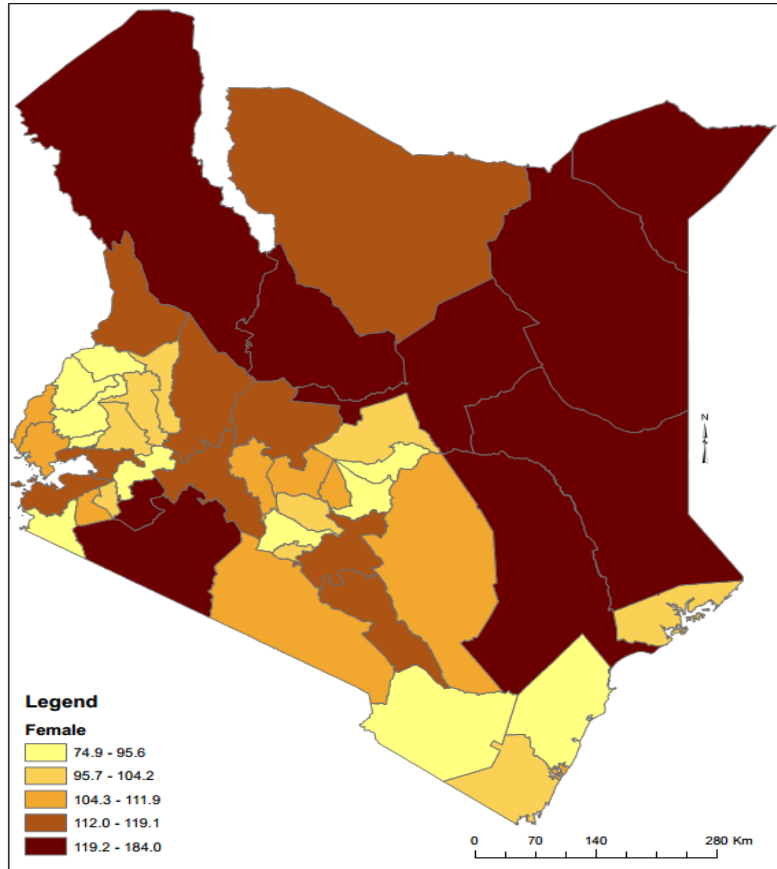 N
Legend
Female
74.9 - 95.6
95.7 - 104.2
104.3 - 111.9
112.0 - 119.1
119.2 - 184.0
0 70 140 280 Km